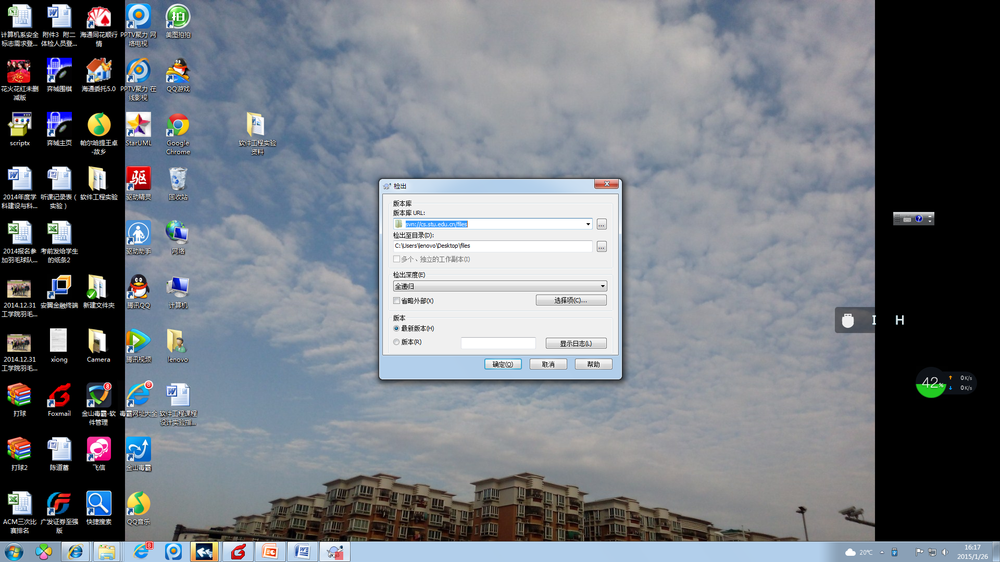 计算机系安全
标志需求登...
附件3 附二
体检人员登...
海通同花顺行
情
PPTV聚力 网
络电视
拍
美图拍拍
花火花红未删
减版
弈城围棋
海通委托5.0
PPTV聚力 在
线影视
QQ游戏
scriptx
弈城主页
帕尔哈提王卓
-故乡
StarUML
Google
Chrome
软件工程实验
资料
2014年度学
科建设与科...
听课记录表（
实验）
软件工程实验
驱
驱动精灵
回收站
2014报名参
加羽毛球队...
考前发给学生
的纸条2
驱动助手
网络
2014.12.31
工学院羽毛...
安翼金融终端
新建文件夹
腾讯QQ
计算机
2014.12.31
工学院羽毛...
xiong
Camera
腾讯视频
lenovo
打球
Foxmail
8
金山毒霸-软
件管理
8
毒霸网址大全
软件工程课程
设计实验指...
打球2
陈道蓄
飞信
金山毒霸
ACM三次比
赛排名
广发证券至强
版
快捷搜索
QQ音乐
检出
版本库
版本库 URL:
svn://cs.stu.edu.cn/files
...
检出至目录(D):
C:\Users\lenovo\Desktop\files
...
多个、独立的工作副本(I)
检出深度(E)
全递归
省略外部(X)
选择项(C)...
版本
最新版本(H)
版本(R)
显示日志(L)
确定(O)
取消
帮助
I H
42%
0K/s
0K/s
8
20℃
16:17
2015/1/26